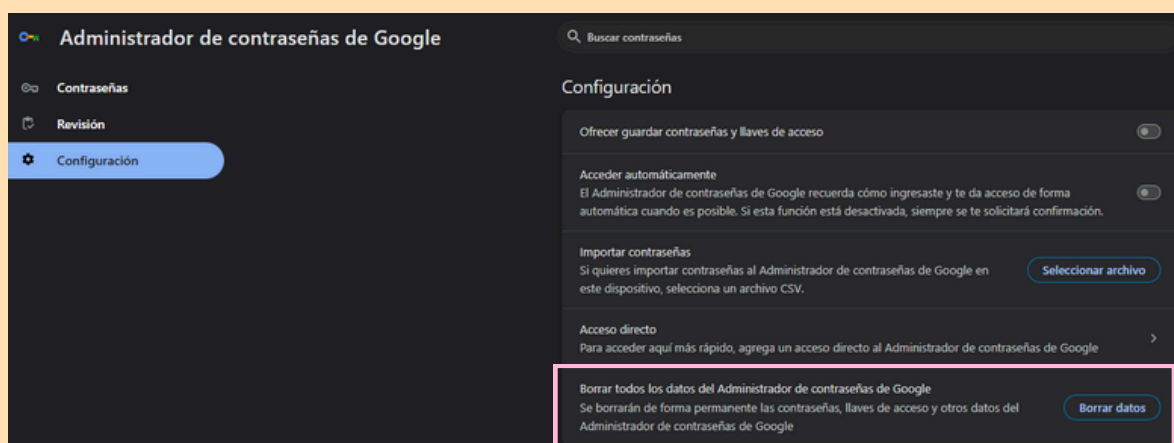 Administrador de contraseñas de Google
Buscar contraseñas
Contraseñas
Revisión
Configuración
Configuración
Ofrecer guardar contraseñas y llaves de acceso
Acceder automáticamente
El Administrador de contraseñas de Google recuerda cómo ingresaste y te da acceso de forma
automática cuando es posible. Si esta función está desactivada, siempre se te solicitará confirmación.
Importar contraseñas
Si quieres importar contraseñas al Administrador de contraseñas de Google en
este dispositivo, selecciona un archivo CSV.
Seleccionar archivo
Acceso directo
Para acceder aquí más rápido, agrega un acceso directo al Administrador de contraseñas de Google
Borrar todos los datos del Administrador de contraseñas de Google
Se borrarán de forma permanente las contraseñas, llaves de acceso y otros datos del
Administrador de contraseñas de Google
Borrar datos